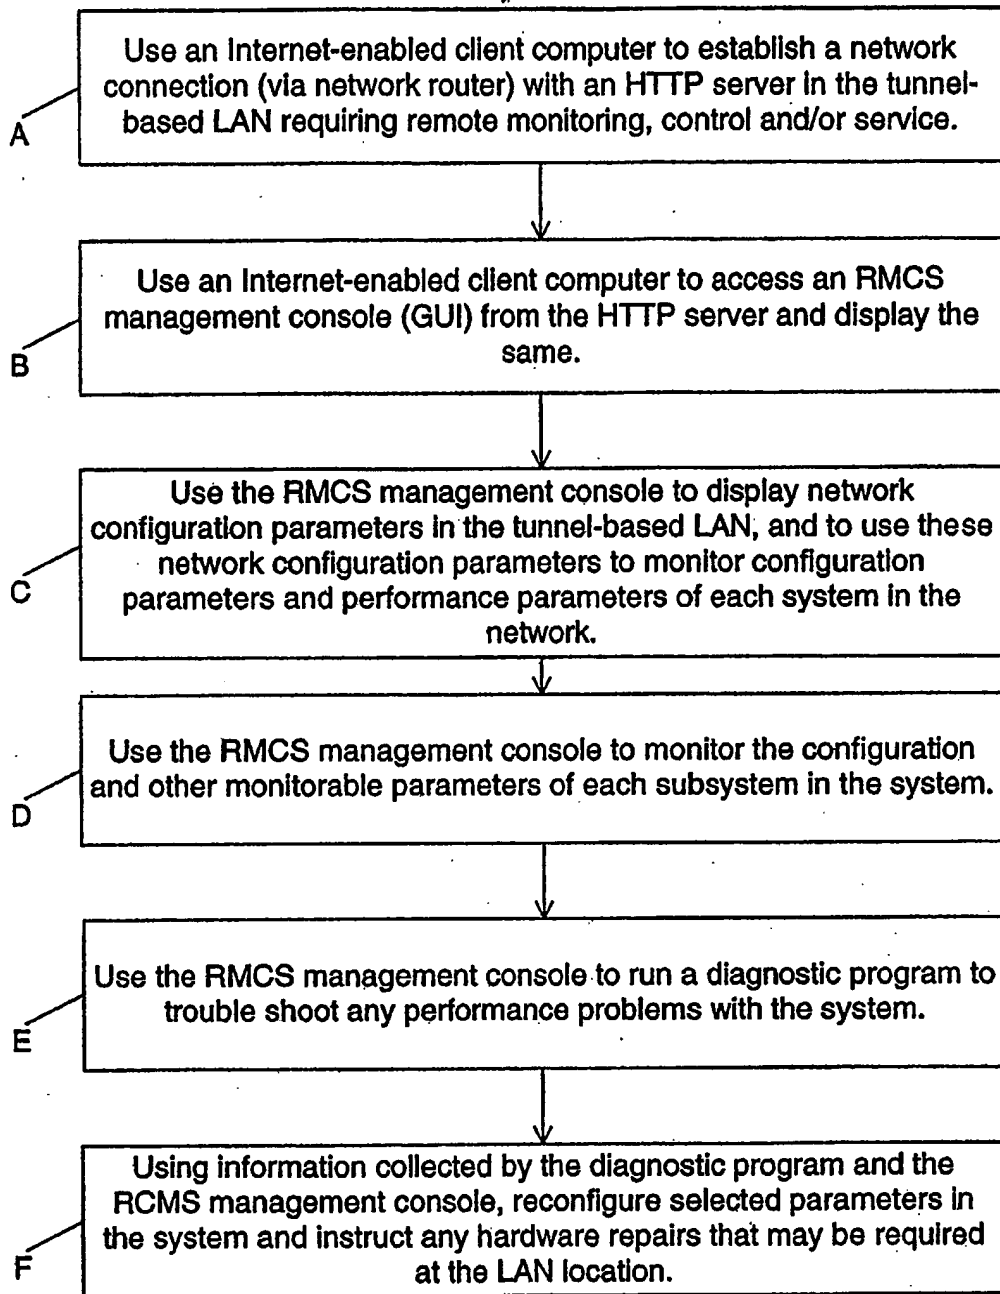 Use an Internet-enabled client computer to establish a network
connection (via network router) with an HTTP server in the tunnel-
based LAN requiring remote monitoring, control and/or service.
A
Use an Internet-enabled client computer to access an RMCS
management console (GUI) from the HTTP server and display the
same.
B
Use the RMCS management console to display network
configuration parameters in the tunnel-based LAN, and to use these
network configuration parameters to monitor configuration
parameters and performance parameters of each system in the
network.
C
Use the RMCS management console to monitor the configuration
and other monitorable parameters of each subsystem in the system.
D
Use the RMCS management console to run a diagnostic program to
trouble shoot any performance problems with the system.
E
Using information collected by the diagnostic program and the
RCMS management console, reconfigure selected parameters in
the system and instruct any hardware repairs that may be required
at the LAN location.
F